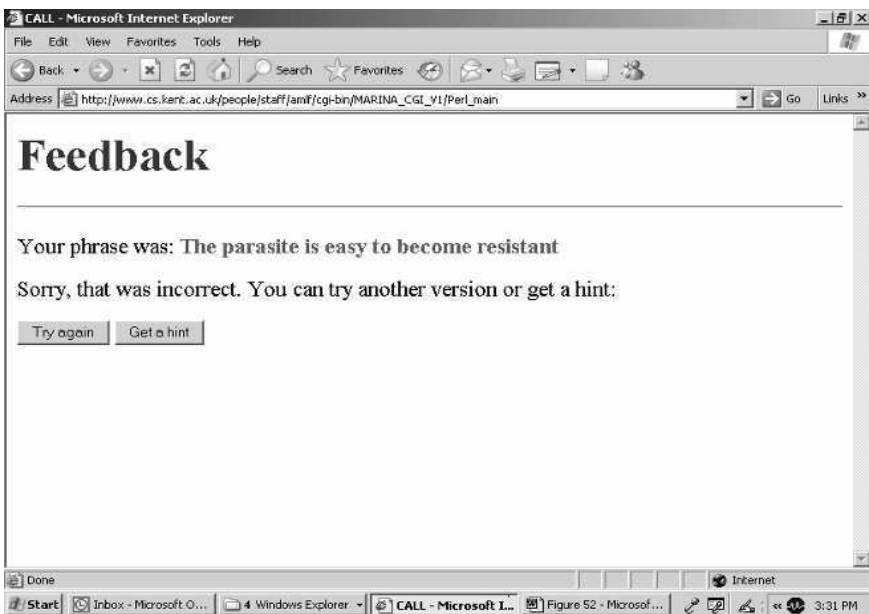 CALL - Microsoft Internet Explorer
File Edit View Favorites Tools Help
Back Search Favorites
Address http://www.cs.kent.ac.uk/people/staff/amlf/cgi-bin/MARINA_CGI_V1/Perl_main Go Links »
Feedback
Your phrase was: The parasite is easy to become resistant
Sorry, that was incorrect. You can try another version or get a hint:
Try again Get a hint
Done Internet
Start Inbox - Microsoft O... 4 Windows Explorer CALL - Microsoft I... Figure 52 - Microsof... « 3:31 PM